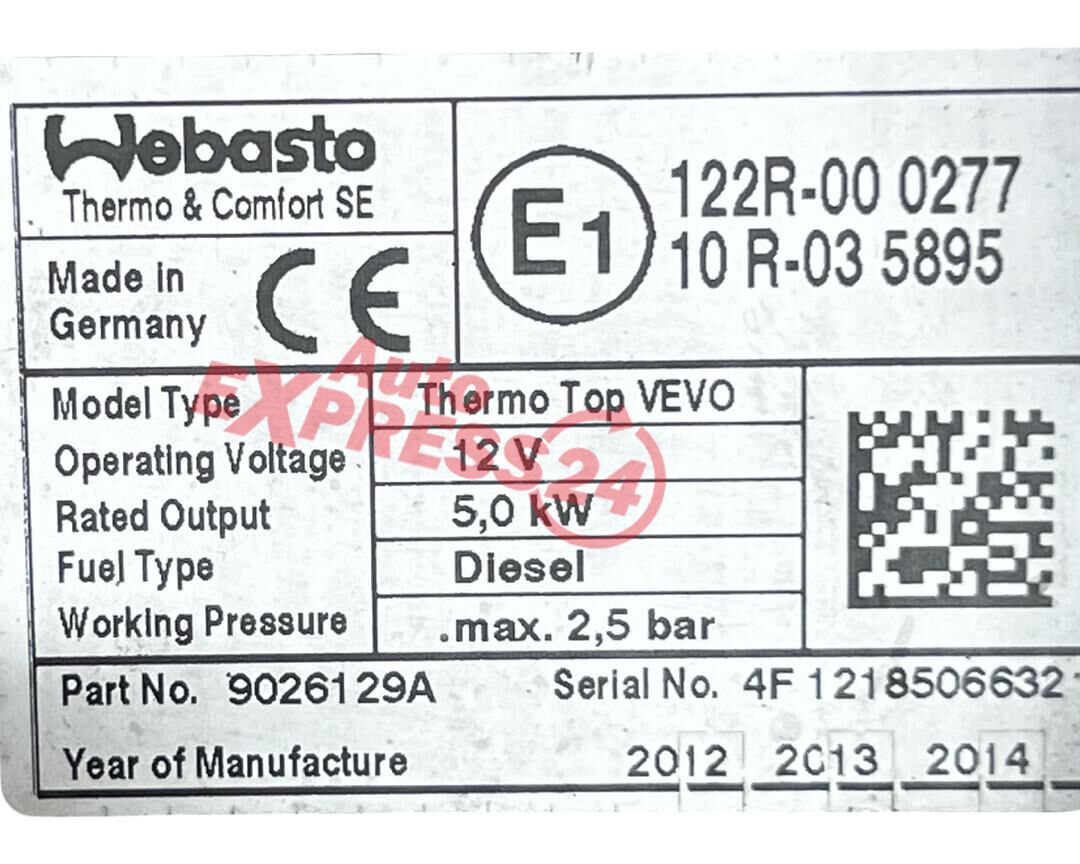 Webasto
Thermo & Comfort SE
Made in
Germany
CE
E1
122R-00 0277
10 R-03 5895
Model Type Thermo Top VEVO
Operating Voltage 12 V
Rated Output 5,0 kW
Fuel Type Diesel
Working Pressure max. 2,5 bar
Auto
EXPRESS24
Part No. 9026129A Serial No. 4F 1218506632
Year of Manufacture 2012 2013 2014